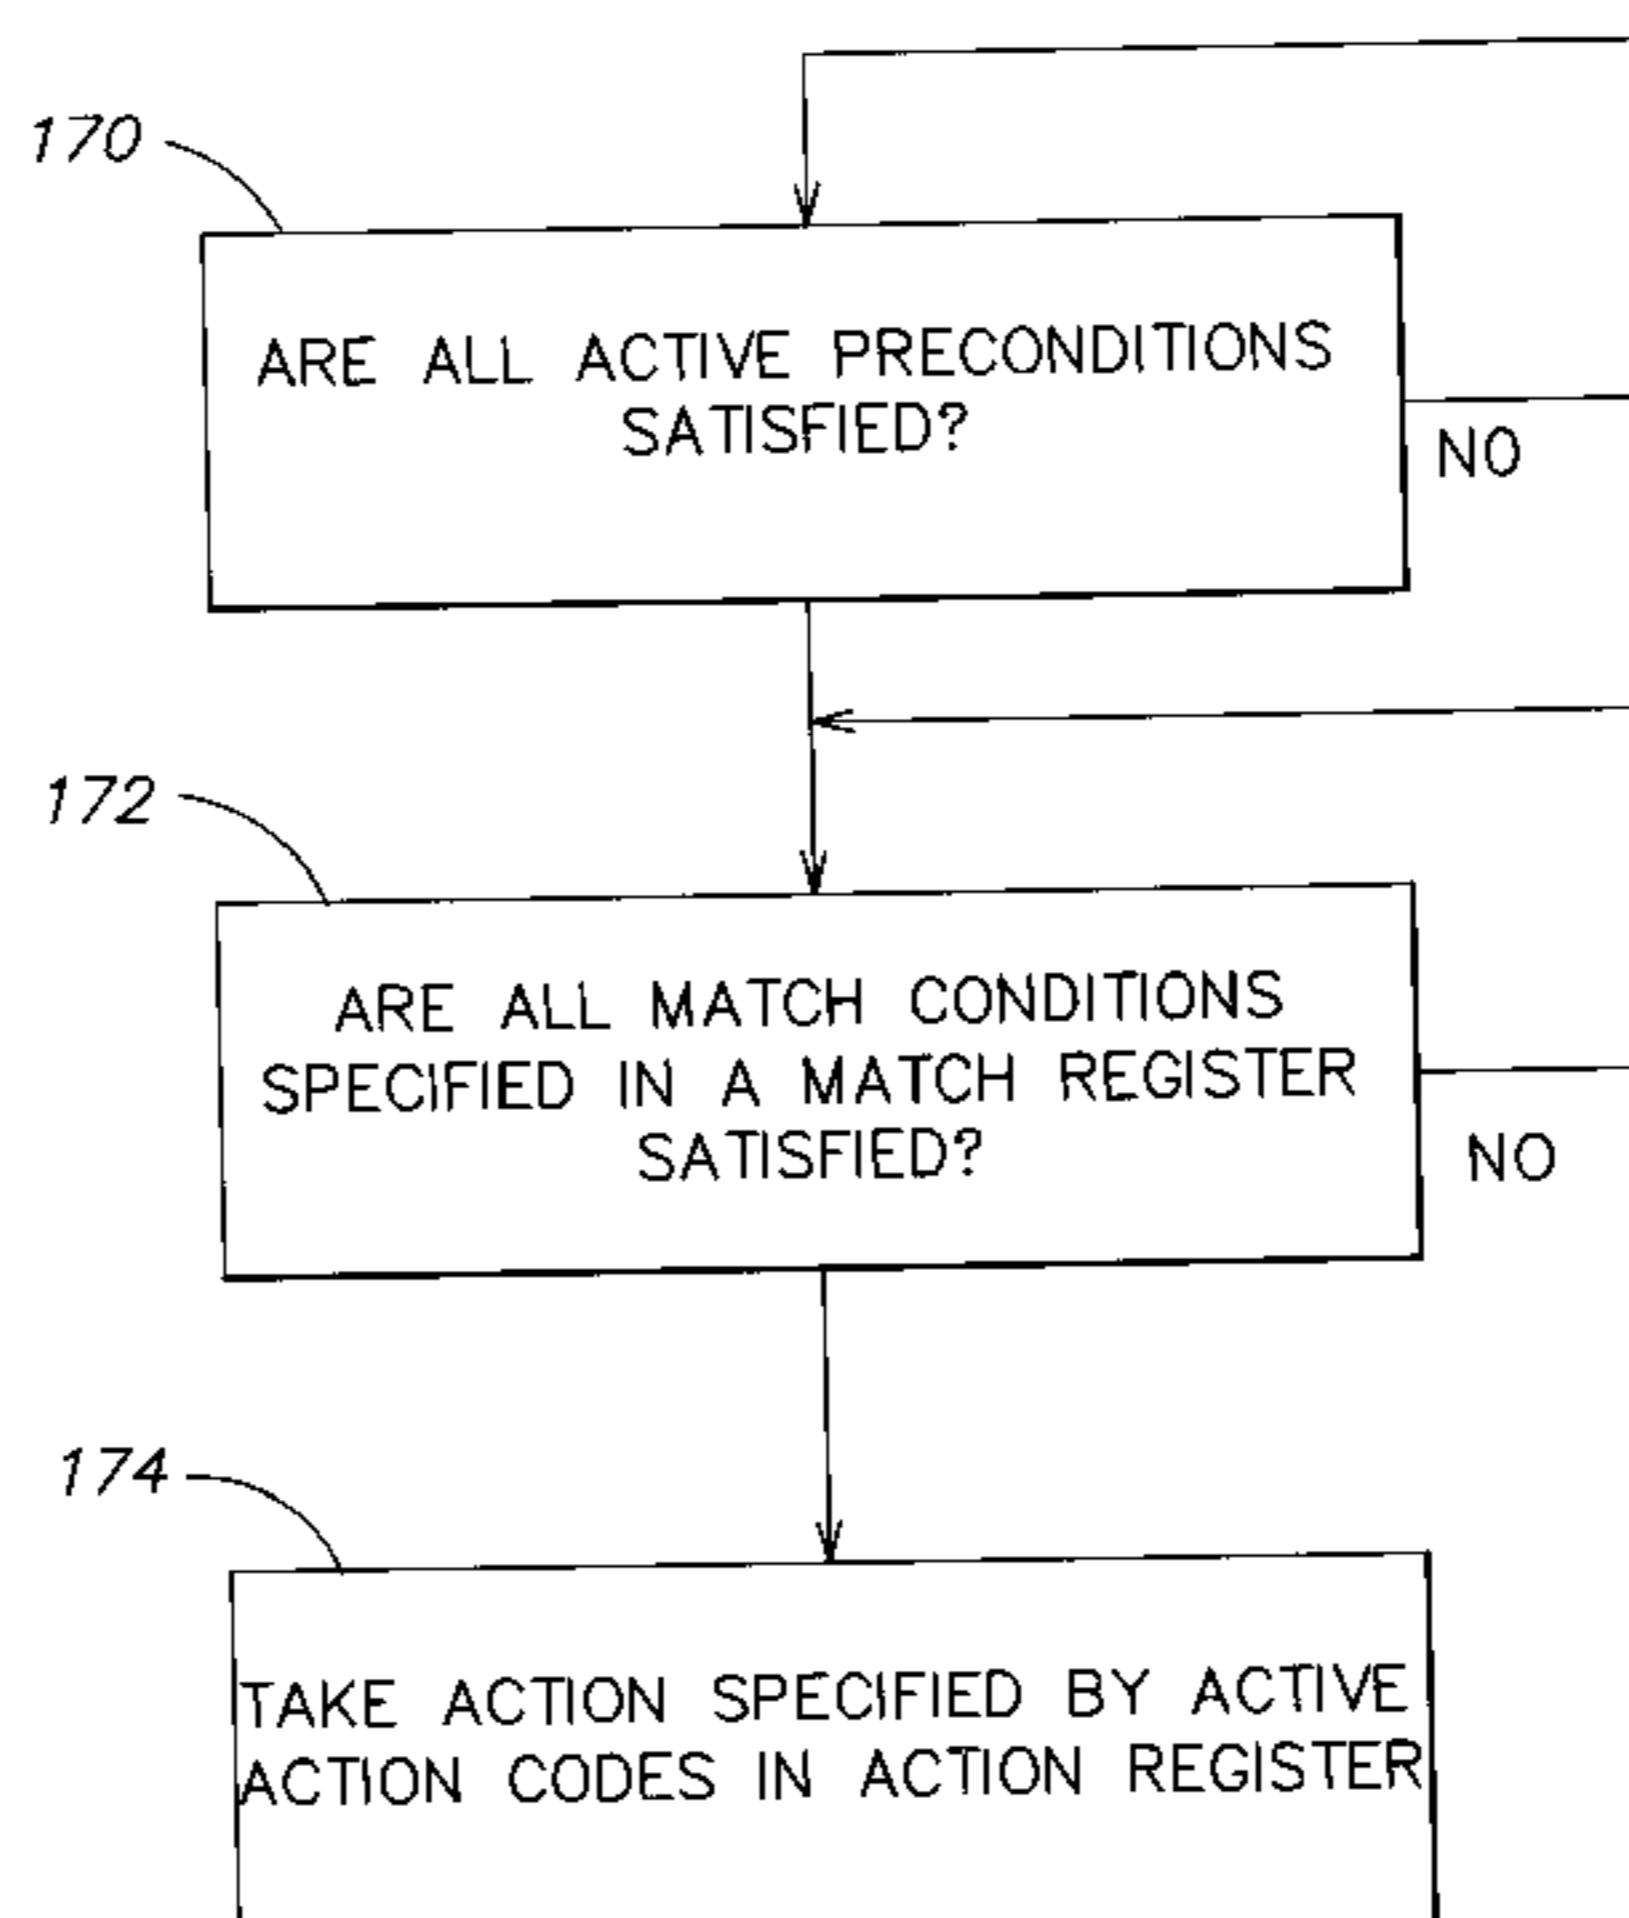 170
ARE ALL ACTIVE PRECONDITIONS
SATISFIED?
NO
172
ARE ALL MATCH CONDITIONS
SPECIFIED IN A MATCH REGISTER
SATISFIED?
NO
174
TAKE ACTION SPECIFIED BY ACTIVE
ACTION CODES IN ACTION REGISTER